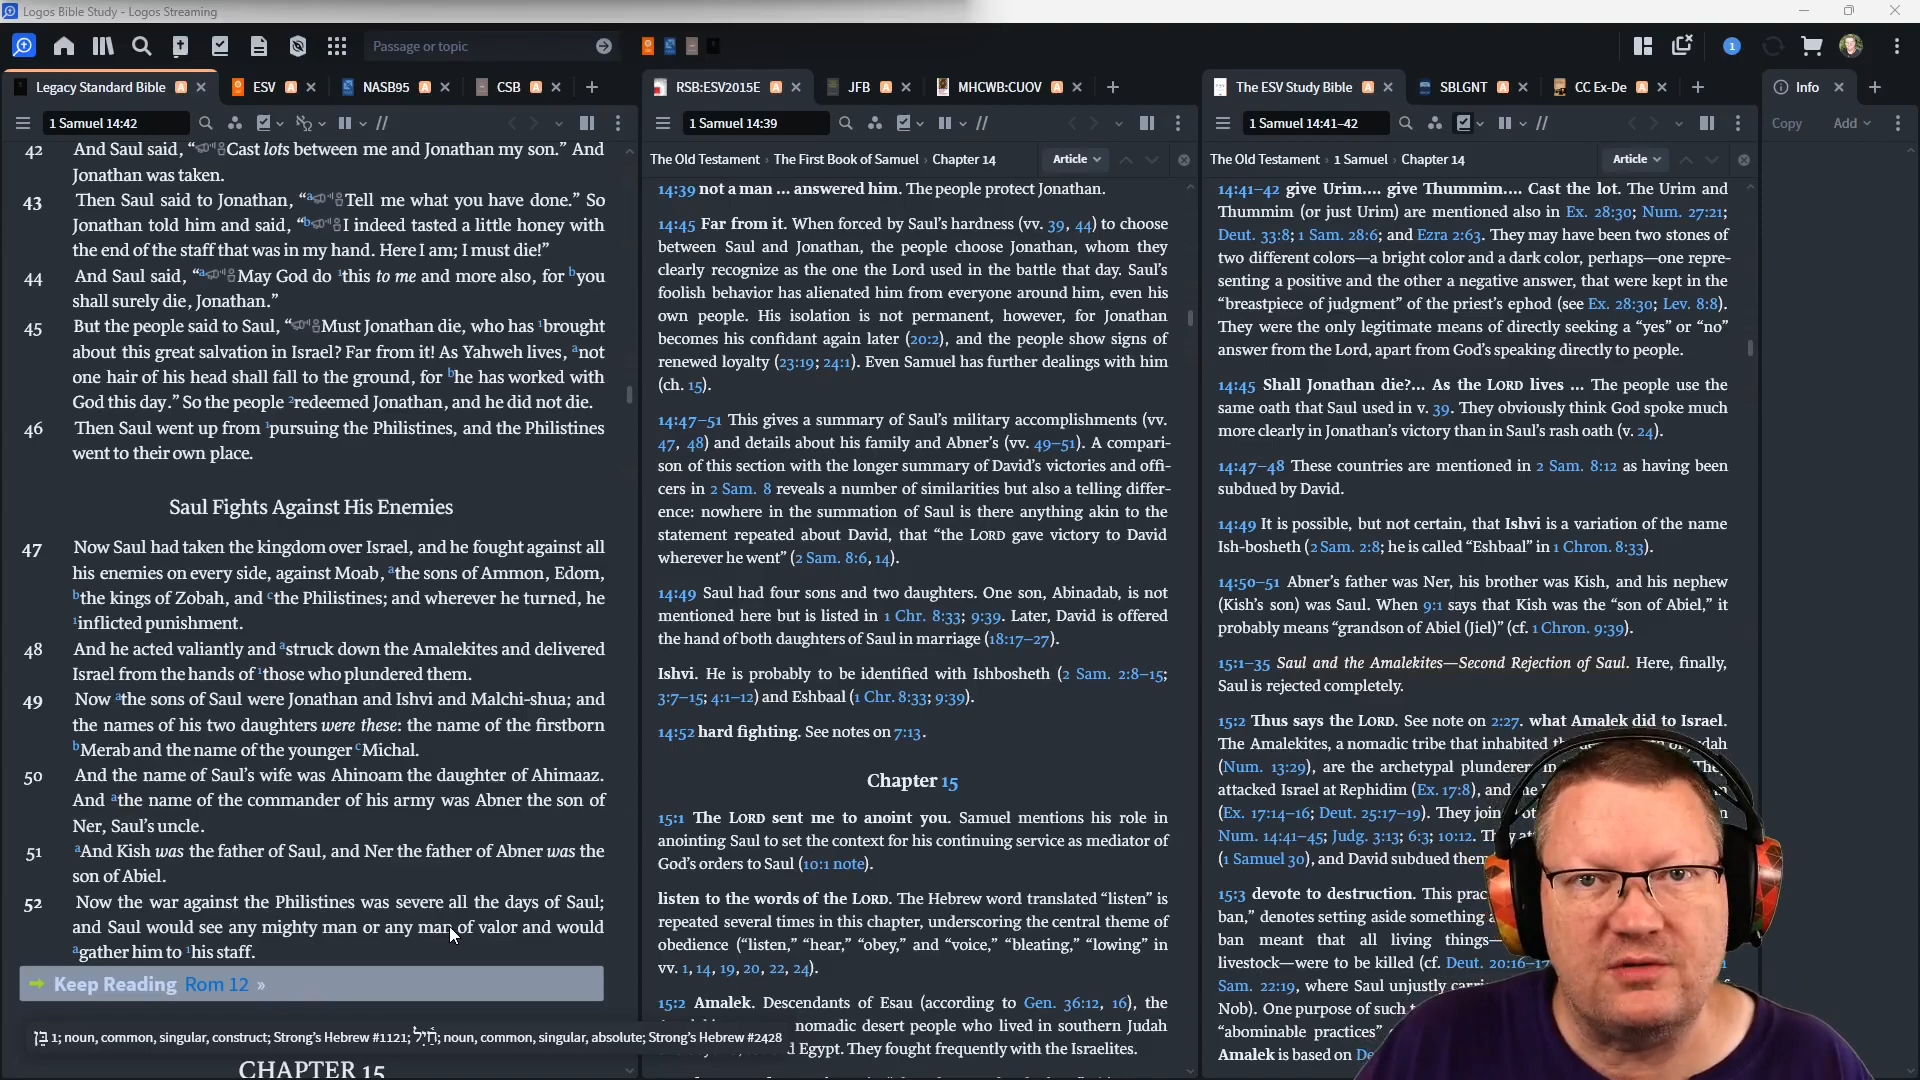 Logos Bible Study - Logos Streaming
Passage or topic
1
Legacy Standard Bible A
ESV A
NASB95 A
CSB A
RSB:ESV2015E A
JFB A
MHCWB:CUOV A
The ESV Study Bible A
SBLGNT A
CC Ex-De A
Info
1 Samuel 14:42
1 Samuel 14:39
1 Samuel 14:41–42
Copy Add
42 And Saul said, “Cast lots between me and Jonathan my son.” And
Jonathan was taken.
43 Then Saul said to Jonathan, “aTell me what you have done.” So
Jonathan told him and said, “bI indeed tasted a little honey with
the end of the staff that was in my hand. Here I am; I must die!”
44 And Saul said, “aMay God do 1this to me and more also, for byou
shall surely die, Jonathan.”
45 But the people said to Saul, “Must Jonathan die, who has 1brought
about this great salvation in Israel? Far from it! As Yahweh lives, anot
one hair of his head shall fall to the ground, for bhe has worked with
God this day.” So the people 2redeemed Jonathan, and he did not die.
46 Then Saul went up from 1pursuing the Philistines, and the Philistines
went to their own place.
Saul Fights Against His Enemies
47 Now Saul had taken the kingdom over Israel, and he fought against all
his enemies on every side, against Moab, athe sons of Ammon, Edom,
bthe kings of Zobah, and cthe Philistines; and wherever he turned, he
1inflicted punishment.
48 And he acted valiantly and astruck down the Amalekites and delivered
Israel from the hands of 1those who plundered them.
49 Now athe sons of Saul were Jonathan and Ishvi and Malchi-shua; and
the names of his two daughters were these: the name of the firstborn
bMerab and the name of the younger cMichal.
50 And the name of Saul’s wife was Ahinoam the daughter of Ahimaaz.
And athe name of the commander of his army was Abner the son of
Ner, Saul’s uncle.
51 aAnd Kish was the father of Saul, and Ner the father of Abner was the
son of Abiel.
52 Now the war against the Philistines was severe all the days of Saul;
and Saul would see any mighty man or any man of valor and would
agather him to 1his staff.
Keep Reading Rom 12 »
בֵּן 1; noun, common, singular, construct; Strong’s Hebrew #1121; חַיִל; noun, common, singular, absolute; Strong’s Hebrew #2428
CHAPTER 15
The Old Testament › The First Book of Samuel › Chapter 14
Article
14:39 not a man ... answered him. The people protect Jonathan.
14:45 Far from it. When forced by Saul’s hardness (vv. 39, 44) to choose
between Saul and Jonathan, the people choose Jonathan, whom they
clearly recognize as the one the Lord used in the battle that day. Saul’s
foolish behavior has alienated him from everyone around him, even his
own people. His isolation is not permanent, however, for Jonathan
becomes his confidant again later (20:2), and the people show signs of
renewed loyalty (23:19; 24:1). Even Samuel has further dealings with him
(ch. 15).
14:47–51 This gives a summary of Saul’s military accomplishments (vv.
47, 48) and details about his family and Abner’s (vv. 49–51). A compari-
son of this section with the longer summary of David’s victories and offi-
cers in 2 Sam. 8 reveals a number of similarities but also a telling differ-
ence: nowhere in the summation of Saul is there anything akin to the
statement repeated about David, that “the LORD gave victory to David
wherever he went” (2 Sam. 8:6, 14).
14:49 Saul had four sons and two daughters. One son, Abinadab, is not
mentioned here but is listed in 1 Chr. 8:33; 9:39. Later, David is offered
the hand of both daughters of Saul in marriage (18:17–27).
Ishvi. He is probably to be identified with Ishbosheth (2 Sam. 2:8–15;
3:7–15; 4:1–12) and Eshbaal (1 Chr. 8:33; 9:39).
14:52 hard fighting. See notes on 7:13.
Chapter 15
15:1 The LORD sent me to anoint you. Samuel mentions his role in
anointing Saul to set the context for his continuing service as mediator of
God’s orders to Saul (10:1 note).
listen to the words of the LORD. The Hebrew word translated “listen” is
repeated several times in this chapter, underscoring the central theme of
obedience (“listen,” “hear,” “obey,” and “voice,” “bleating,” “lowing” in
vv. 1, 14, 19, 20, 22, 24).
15:2 Amalek. Descendants of Esau (according to Gen. 36:12, 16), the
nomadic desert people who lived in southern Judah
d Egypt. They fought frequently with the Israelites.
The Old Testament › 1 Samuel › Chapter 14
Article
14:41–42 give Urim.... give Thummim.... Cast the lot. The Urim and
Thummim (or just Urim) are mentioned also in Ex. 28:30; Num. 27:21;
Deut. 33:8; 1 Sam. 28:6; and Ezra 2:63. They may have been two stones of
two different colors—a bright color and a dark color, perhaps—one repre-
senting a positive and the other a negative answer, that were kept in the
“breastpiece of judgment” of the priest’s ephod (see Ex. 28:30; Lev. 8:8).
They were the only legitimate means of directly seeking a “yes” or “no”
answer from the Lord, apart from God’s speaking directly to people.
14:45 Shall Jonathan die?... As the LORD lives ... The people use the
same oath that Saul used in v. 39. They obviously think God spoke much
more clearly in Jonathan’s victory than in Saul’s rash oath (v. 24).
14:47–48 These countries are mentioned in 2 Sam. 8:12 as having been
subdued by David.
14:49 It is possible, but not certain, that Ishvi is a variation of the name
Ish-bosheth (2 Sam. 2:8; he is called “Eshbaal” in 1 Chron. 8:33).
14:50–51 Abner’s father was Ner, his brother was Kish, and his nephew
(Kish’s son) was Saul. When 9:1 says that Kish was the “son of Abiel,” it
probably means “grandson of Abiel (Jiel)” (cf. 1 Chron. 9:39).
15:1–35 Saul and the Amalekites—Second Rejection of Saul. Here, finally,
Saul is rejected completely.
15:2 Thus says the LORD. See note on 2:27. what Amalek did to Israel.
The Amalekites, a nomadic tribe that inhabited
(Num. 13:29), are the archetypal plunderers
attacked Israel at Rephidim (Ex. 17:8), and
(Ex. 17:14–16; Deut. 25:17–19). They join
Num. 14:41–45; Judg. 3:13; 6:3; 10:12.
(1 Samuel 30), and David subdued them
15:3 devote to destruction. This
ban,” denotes setting aside something
ban meant that all living things—
livestock—were to be killed (cf. Deut. 20:16–17
Sam. 22:19, where Saul unjustly
Nob). One purpose of such
“abominable practices”
Amalek is based on